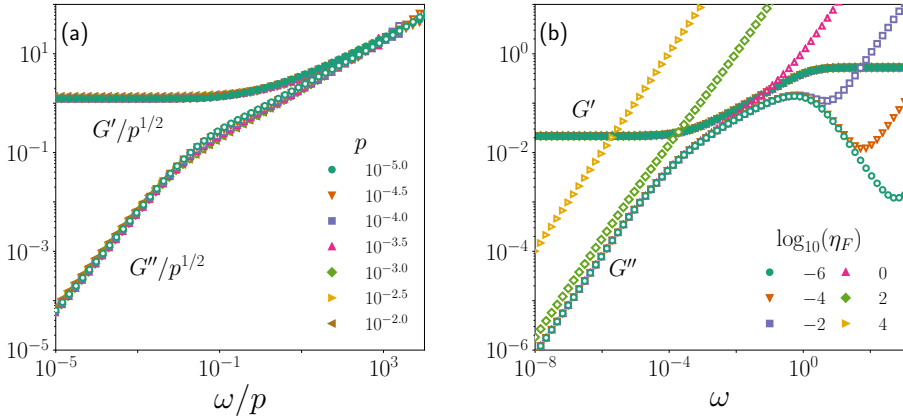 (a)
10^1
10^-1
10^-3
10^-5
G′/p^1/2
G″/p^1/2
p
10^-5.0
10^-4.5
10^-4.0
10^-3.5
10^-3.0
10^-2.5
10^-2.0
10^-5
10^-1
10^3
ω/p
(b)
10^0
10^-2
10^-4
10^-6
G′
G″
log10(η_F)
−6 0
−4 2
−2 4
10^-8
10^-4
10^0
ω